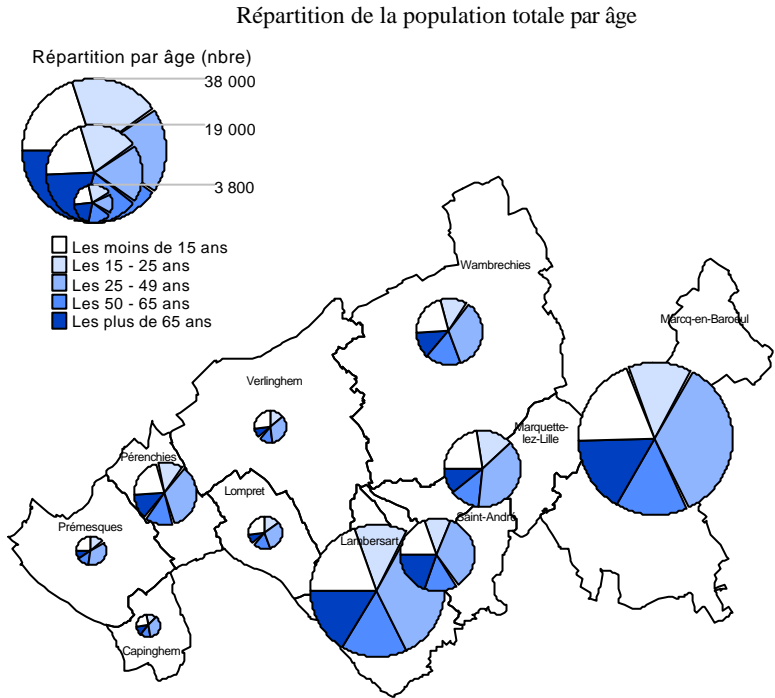 Répartition de la population totale par âge
Répartition par âge (nbre)
38 000
19 000
3 800
Les moins de 15 ans
Les 15 - 25 ans
Les 25 - 49 ans
Les 50 - 65 ans
Les plus de 65 ans
Wambrechies
Marcq-en-Baroeul
Verlinghem
Marquette-
lez-Lille
Pérenchies
Lompret
Saint-André
Prémesques
Lambersart
Capinghem